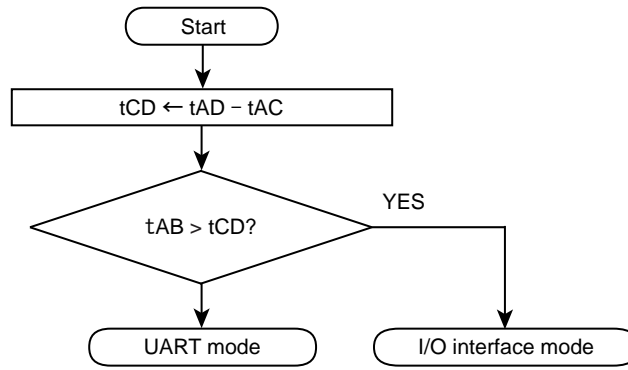 Start
tCD ← tAD − tAC
YES
tAB > tCD?
UART mode
I/O interface mode